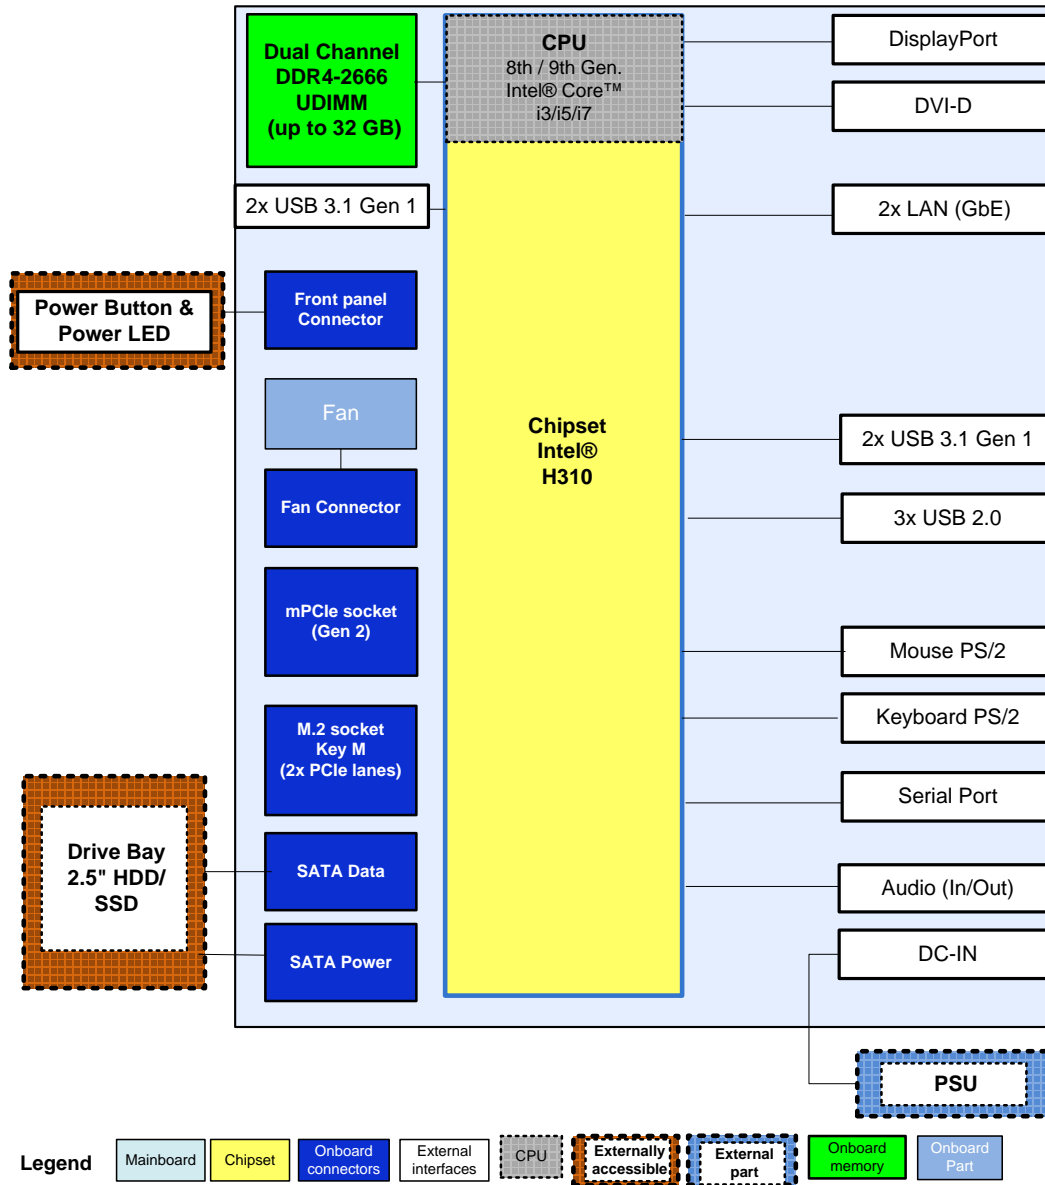 Dual Channel
DDR4-2666
UDIMM
(up to 32 GB)
CPU
8th / 9th Gen.
Intel® Core™
i3/i5/i7
DisplayPort
DVI-D
2x USB 3.1 Gen 1
2x LAN (GbE)
Power Button &
Power LED
Front panel
Connector
Fan
Fan Connector
Chipset
Intel®
H310
2x USB 3.1 Gen 1
3x USB 2.0
mPCIe socket
(Gen 2)
Mouse PS/2
Keyboard PS/2
M.2 socket
Key M
(2x PCIe lanes)
Serial Port
Drive Bay
2.5" HDD/
SSD
SATA Data
SATA Power
Audio (In/Out)
DC-IN
PSU
Legend
Mainboard
Chipset
Onboard
connectors
External
interfaces
CPU
Externally
accessible
External
part
Onboard
memory
Onboard
Part